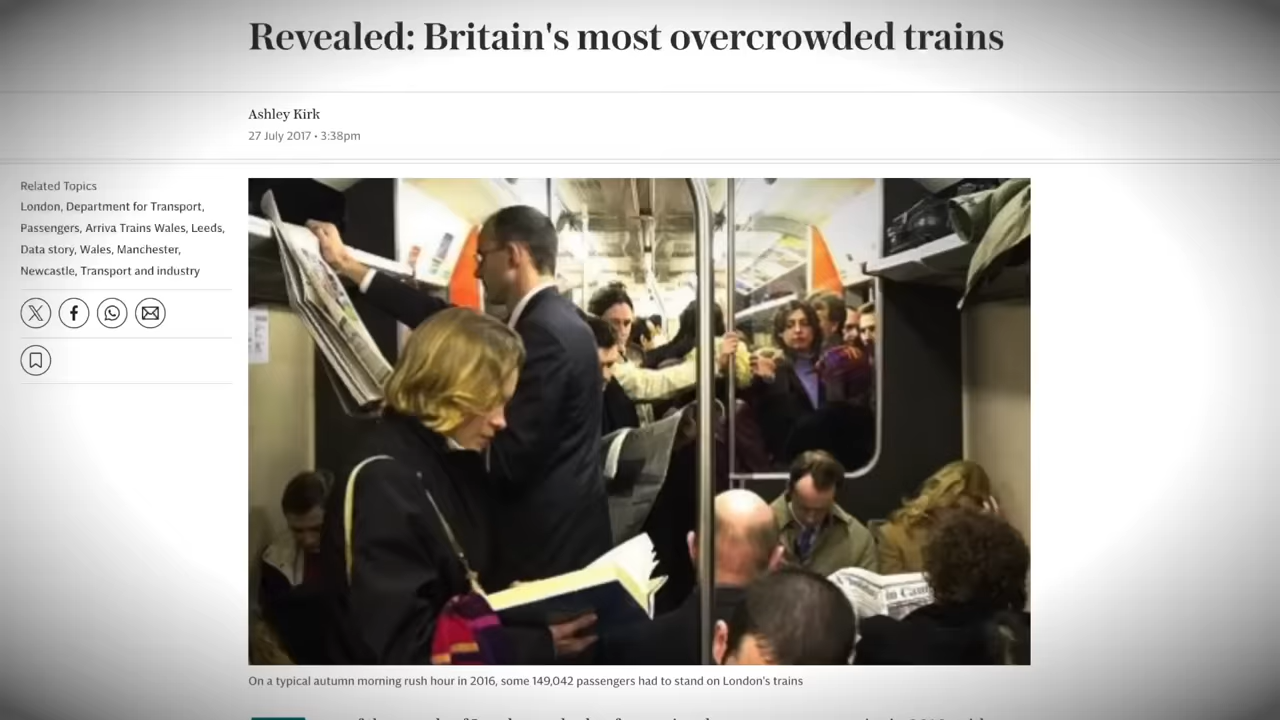 Revealed: Britain's most overcrowded trains
Ashley Kirk
27 July 2017 • 3:38pm
Related Topics
London, Department for Transport,
Passengers, Arriva Trains Wales, Leeds,
Data story, Wales, Manchester,
Newcastle, Transport and industry
On a typical autumn morning rush hour in 2016, some 149,042 passengers had to stand on London's trains